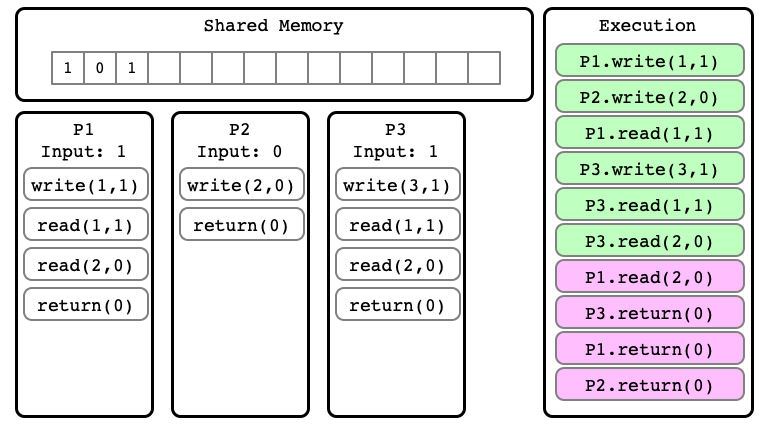 Shared Memory
1 0 1
P1
Input: 1
write(1,1)
read(1,1)
read(2,0)
return(0)
P2
Input: 0
write(2,0)
return(0)
P3
Input: 1
write(3,1)
read(1,1)
read(2,0)
return(0)
Execution
P1.write(1,1)
P2.write(2,0)
P1.read(1,1)
P3.write(3,1)
P3.read(1,1)
P3.read(2,0)
P1.read(2,0)
P3.return(0)
P1.return(0)
P2.return(0)